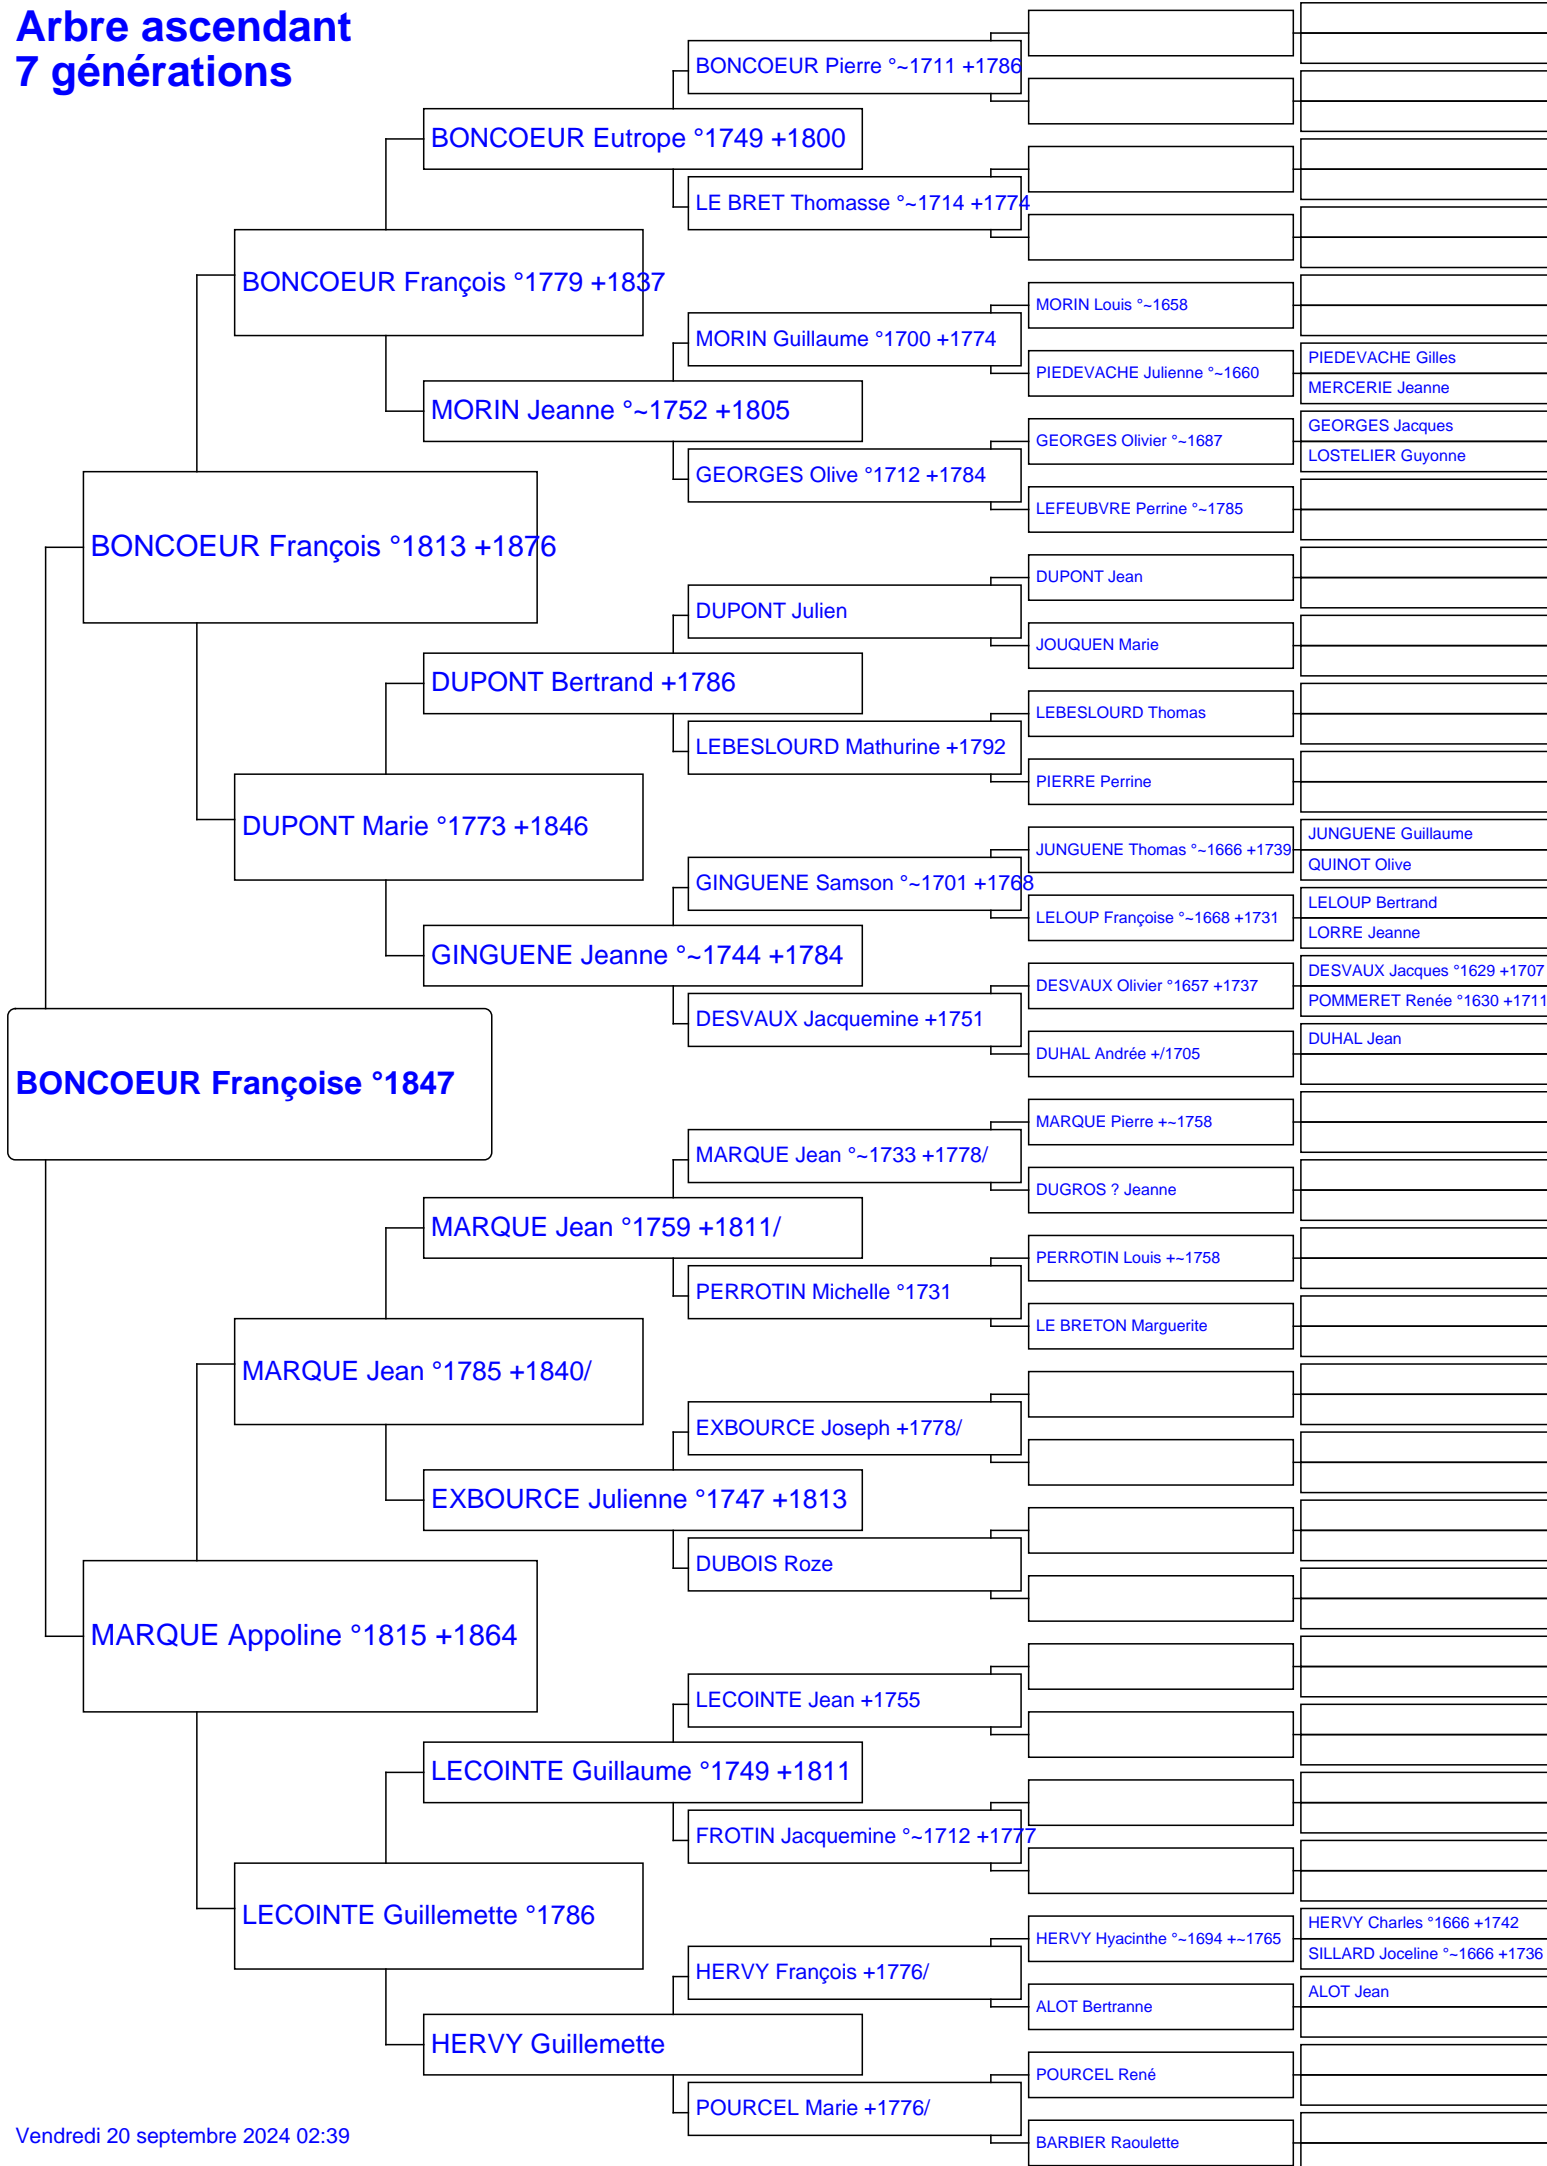 Arbre ascendant
7 générations
BONCOEUR Pierre °~1711 +1786
BONCOEUR Eutrope °1749 +1800
LE BRET Thomasse °~1714 +1774
BONCOEUR François °1779 +1837
MORIN Louis °~1658
MORIN Guillaume °1700 +1774
PIEDEVACHE Gilles
PIEDEVACHE Julienne °~1660
MERCERIE Jeanne
MORIN Jeanne °~1752 +1805
GEORGES Jacques
GEORGES Olivier °~1687
LOSTELIER Guyonne
GEORGES Olive °1712 +1784
LEFEUBVRE Perrine °~1785
BONCOEUR François °1813 +1876
DUPONT Jean
DUPONT Julien
JOUQUEN Marie
DUPONT Bertrand +1786
LEBESLOURD Thomas
LEBESLOURD Mathurine +1792
PIERRE Perrine
DUPONT Marie °1773 +1846
JUNGUENE Guillaume
JUNGUENE Thomas °~1666 +1739
QUINOT Olive
GINGUENE Samson °~1701 +1768
LELOUP Bertrand
LELOUP Françoise °~1668 +1731
LORRE Jeanne
GINGUENE Jeanne °~1744 +1784
DESVAUX Jacques °1629 +1707
DESVAUX Olivier °1657 +1737
POMMERET Renée °1630 +1711
DESVAUX Jacquemine +1751
DUHAL Jean
DUHAL Andrée +/1705
BONCOEUR Françoise °1847
MARQUE Pierre +~1758
MARQUE Jean °~1733 +1778/
DUGROS ? Jeanne
MARQUE Jean °1759 +1811/
PERROTIN Louis +~1758
PERROTIN Michelle °1731
LE BRETON Marguerite
MARQUE Jean °1785 +1840/
EXBOURCE Joseph +1778/
EXBOURCE Julienne °1747 +1813
DUBOIS Roze
MARQUE Appoline °1815 +1864
LECOINTE Jean +1755
LECOINTE Guillaume °1749 +1811
FROTIN Jacquemine °~1712 +1777
LECOINTE Guillemette °1786
HERVY Charles °1666 +1742
HERVY Hyacinthe °~1694 +~1765
SILLARD Joceline °~1666 +1736
HERVY François +1776/
ALOT Jean
ALOT Bertranne
HERVY Guillemette
POURCEL René
POURCEL Marie +1776/
BARBIER Raoulette
Vendredi 20 septembre 2024 02:39